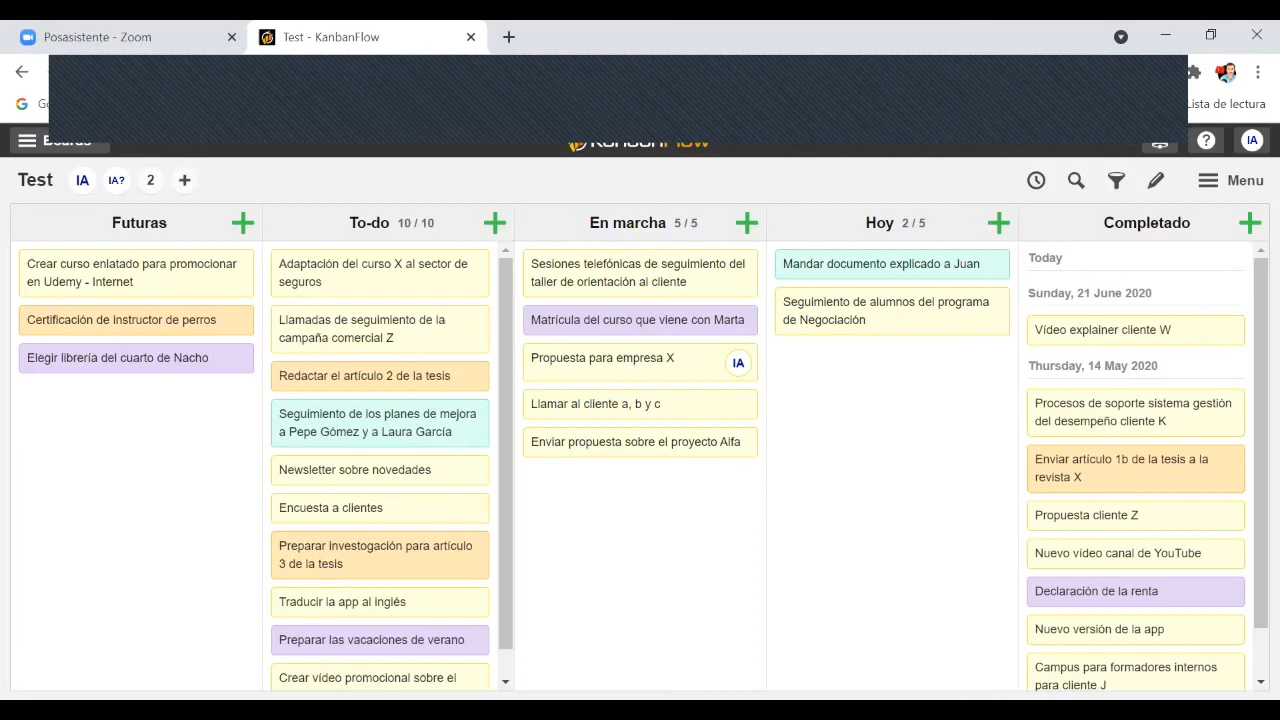 Posasistente - Zoom
Test - KanbanFlow
Lista de lectura
IA
Test
IA
IA?
2
Menu
Futuras
To-do 10 / 10
En marcha 5 / 5
Hoy 2 / 5
Completado
Crear curso enlatado para promocionar
en Udemy - Internet
Certificación de instructor de perros
Elegir librería del cuarto de Nacho
Adaptación del curso X al sector de
seguros
Llamadas de seguimiento de la
campaña comercial Z
Redactar el artículo 2 de la tesis
Seguimiento de los planes de mejora
a Pepe Gómez y a Laura García
Newsletter sobre novedades
Encuesta a clientes
Preparar investogación para artículo
3 de la tesis
Traducir la app al inglés
Preparar las vacaciones de verano
Crear vídeo promocional sobre el
Sesiones telefónicas de seguimiento del
taller de orientación al cliente
Matrícula del curso que viene con Marta
Propuesta para empresa X
IA
Llamar al cliente a, b y c
Enviar propuesta sobre el proyecto Alfa
Mandar documento explicado a Juan
Seguimiento de alumnos del programa
de Negociación
Today
Sunday, 21 June 2020
Vídeo explainer cliente W
Thursday, 14 May 2020
Procesos de soporte sistema gestión
del desempeño cliente K
Enviar artículo 1b de la tesis a la
revista X
Propuesta cliente Z
Nuevo vídeo canal de YouTube
Declaración de la renta
Nuevo versión de la app
Campus para formadores internos
para cliente J